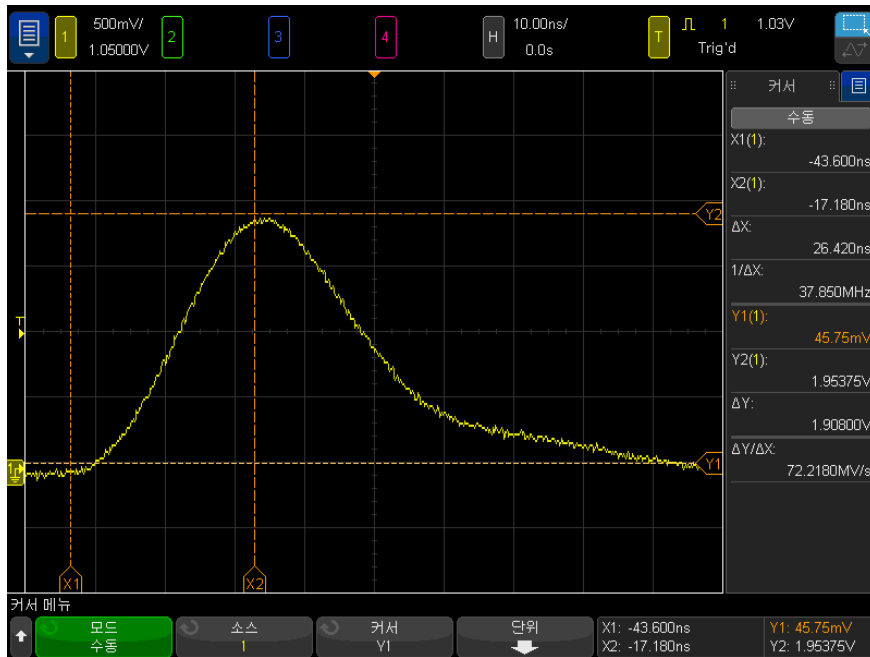 1 500mV/ 2 3 4 H 10.00ns/ T 1 1.03V
1.05000V 0.0s Trig'd
커서
수동
X1(1):
-43.600ns
X2(1):
-17.180ns
ΔX:
26.420ns
1/ΔX:
37.850MHz
Y1(1):
45.75mV
Y2(1):
1.95375V
ΔY:
1.90800V
ΔY/ΔX:
72.2180MV/s
Y2
T
1
Y1
X1 X2
커서 메뉴
모드
수동
소스
1
커서
Y1
단위
X1: -43.600ns
X2: -17.180ns
Y1: 45.75mV
Y2: 1.95375V